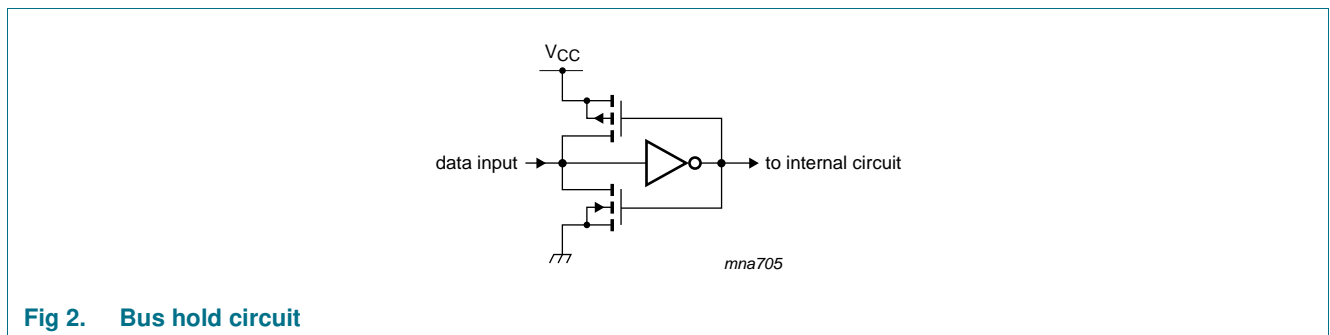 VCC
data input
to internal circuit
mna705
Fig 2. Bus hold circuit